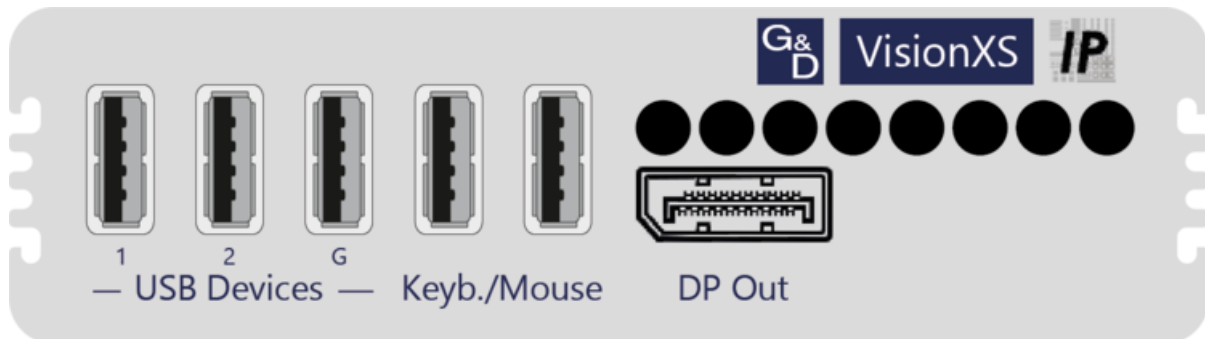 G&D VisionXS IP
1 2 G
— USB Devices — Keyb./Mouse DP Out